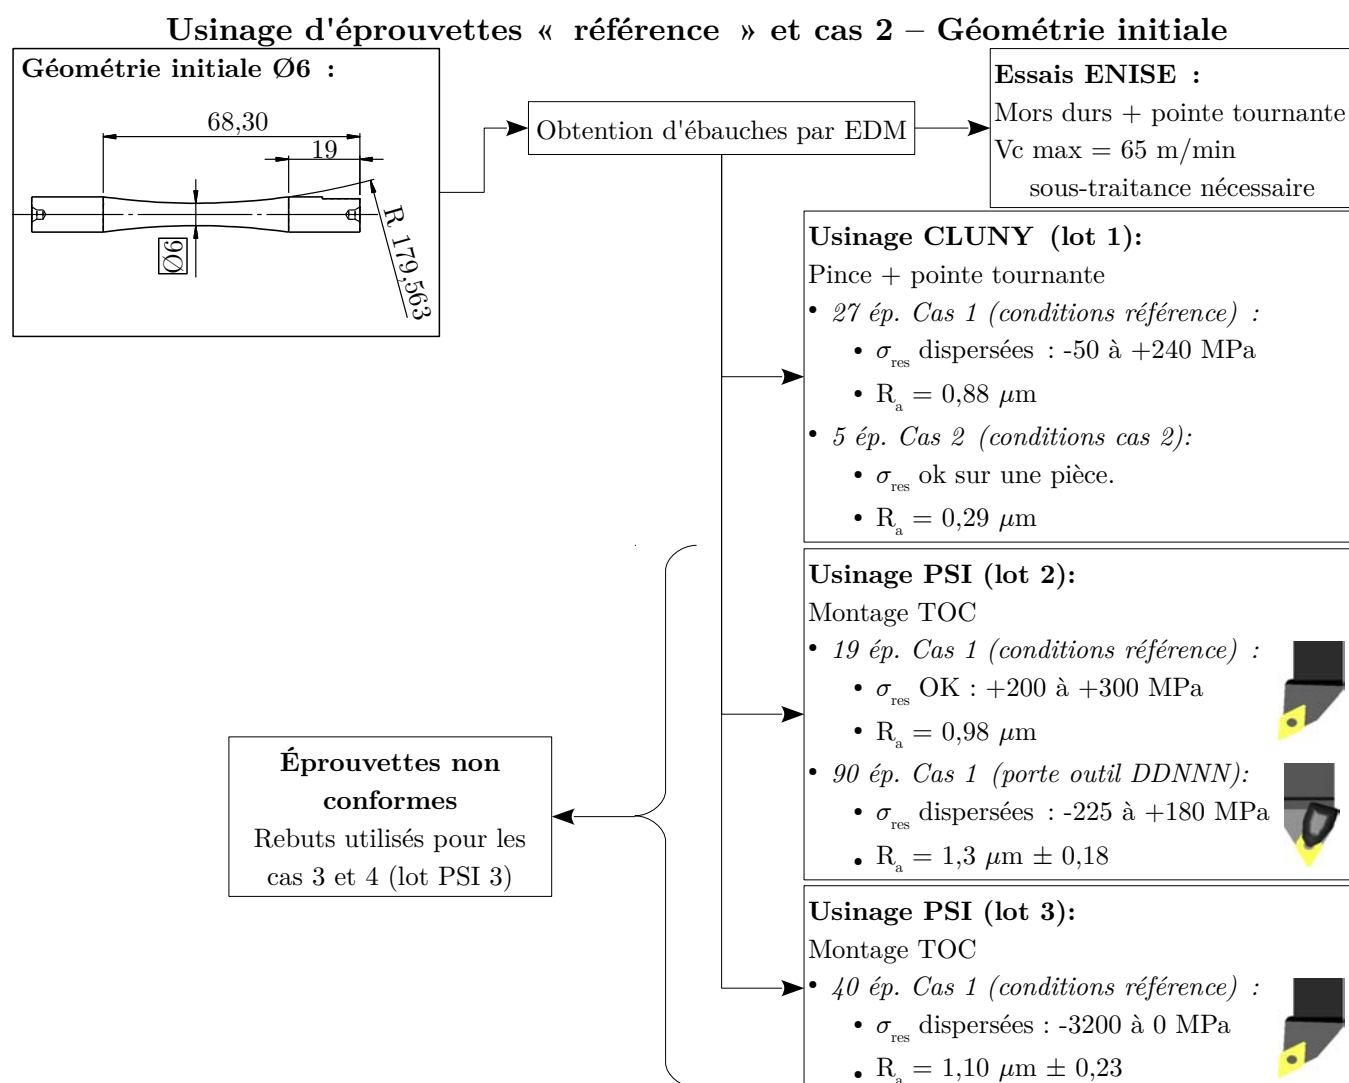 Usinage d'éprouvettes « référence » et cas 2 – Géométrie initiale
Géométrie initiale Ø6 :
68,30
19
Ø6
R 179,563
Obtention d'ébauches par EDM
Essais ENISE :
Mors durs + pointe tournante
Vc max = 65 m/min
sous-traitance nécessaire
Usinage CLUNY (lot 1):
Pince + pointe tournante
• 27 ép. Cas 1 (conditions référence) :
• σres dispersées : -50 à +240 MPa
• Ra = 0,88 μm
• 5 ép. Cas 2 (conditions cas 2):
• σres ok sur une pièce.
• Ra = 0,29 μm
Usinage PSI (lot 2):
Montage TOC
• 19 ép. Cas 1 (conditions référence) :
• σres OK : +200 à +300 MPa
• Ra = 0,98 μm
• 90 ép. Cas 1 (porte outil DDNNN):
• σres dispersées : -225 à +180 MPa
• Ra = 1,3 μm ± 0,18
Éprouvettes non
conformes
Rebuts utilisés pour les
cas 3 et 4 (lot PSI 3)
Usinage PSI (lot 3):
Montage TOC
• 40 ép. Cas 1 (conditions référence) :
• σres dispersées : -3200 à 0 MPa
• Ra = 1,10 μm ± 0,23